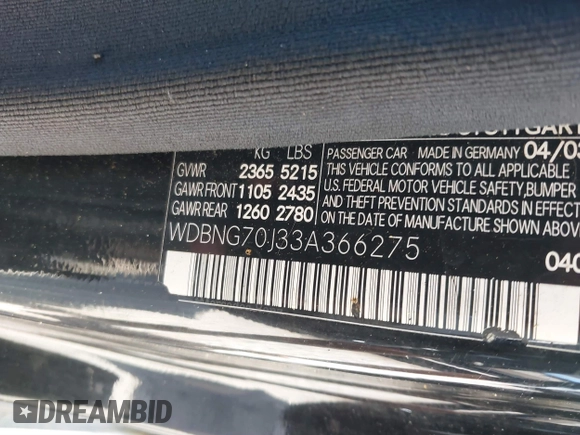 KG LBS
GVWR 2365 5215
GAWR FRONT 1105 2435
GAWR REAR 1260 2780
PASSENGER CAR MADE IN GERMANY 04/03
THIS VEHICLE CONFORMS TO ALL APPLICABLE
U.S. FEDERAL MOTOR VEHICLE SAFETY, BUMPER
AND THEFT PREVENTION STANDARDS IN
EFFECT ON THE DATE OF
MANUFACTURE SHOWN ABOVE
WDBNG70J33A366275
040
DREAMBID